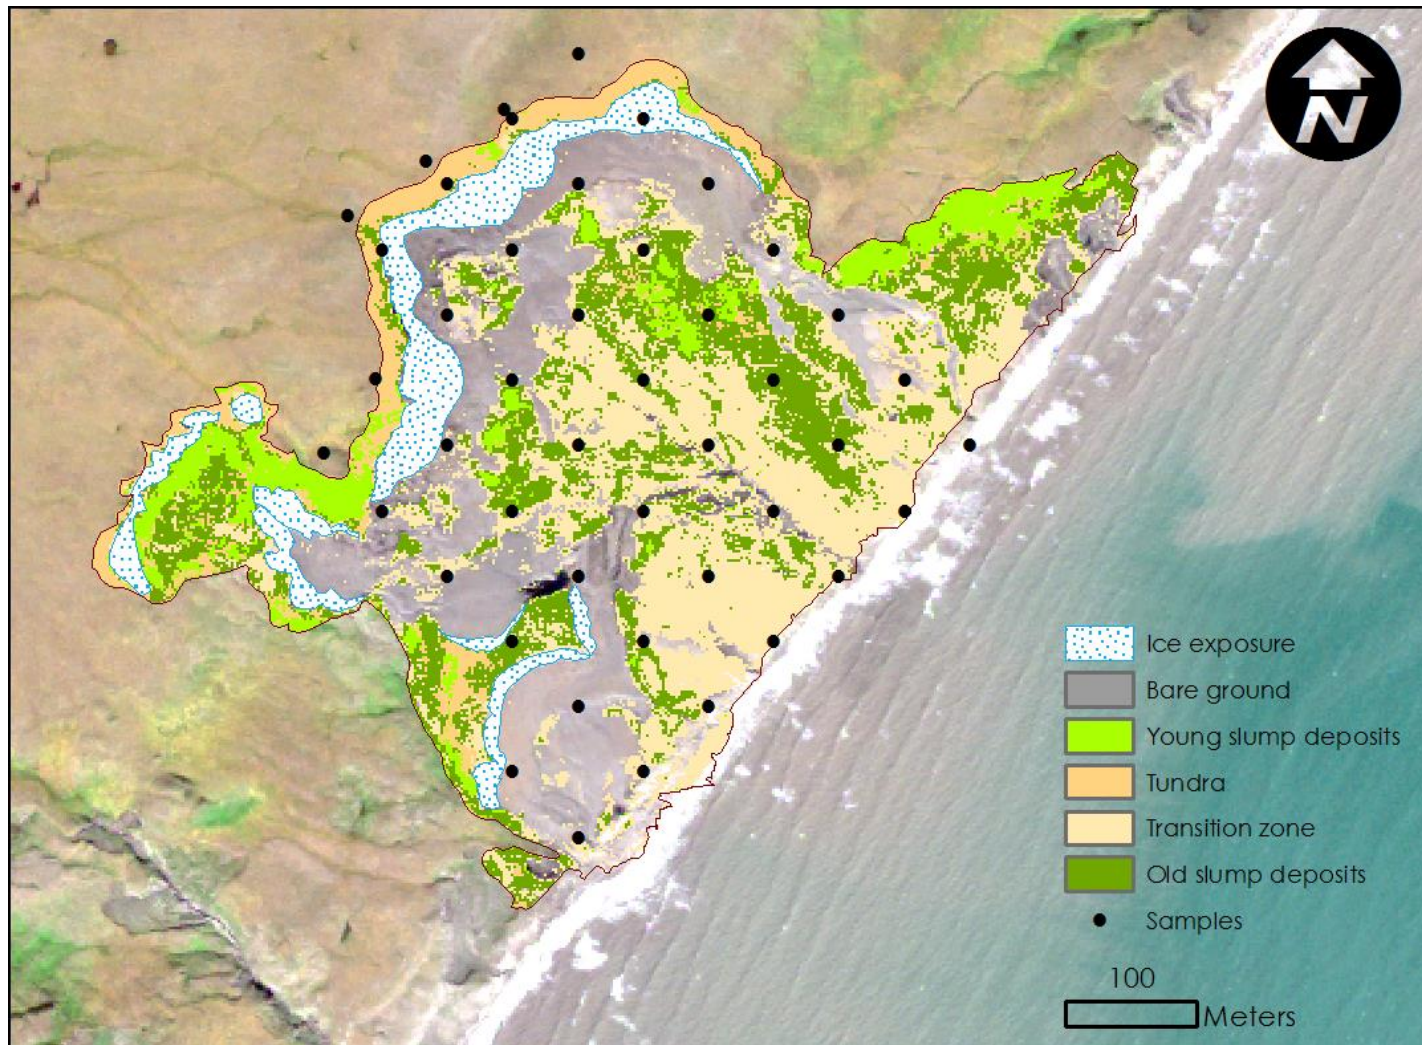 N
Ice exposure
Bare ground
Young slump deposits
Tundra
Transition zone
Old slump deposits
Samples
100
Meters